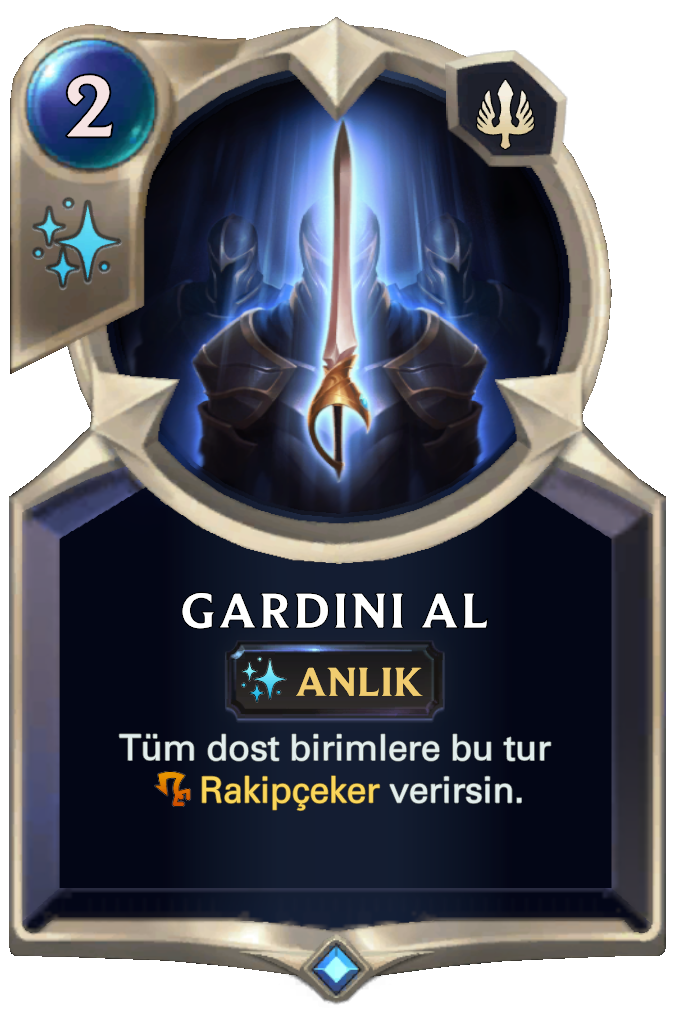 2
GARDINI AL
ANLIK
Tüm dost birimlere bu tur
Rakipçeker verirsin.